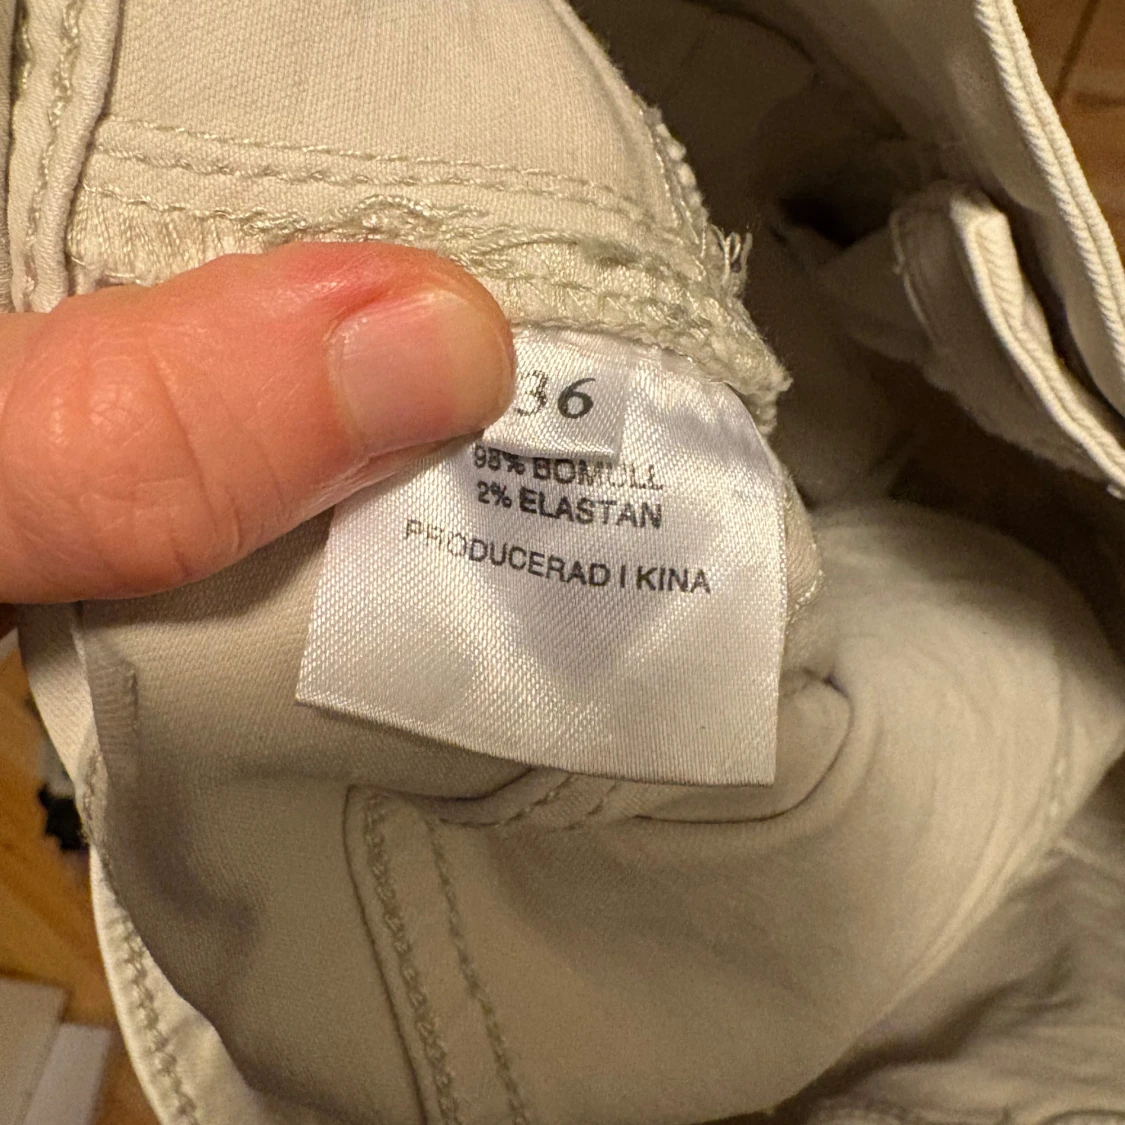 36
98% BOMULL
2% ELASTAN
PRODUCERAD I KINA